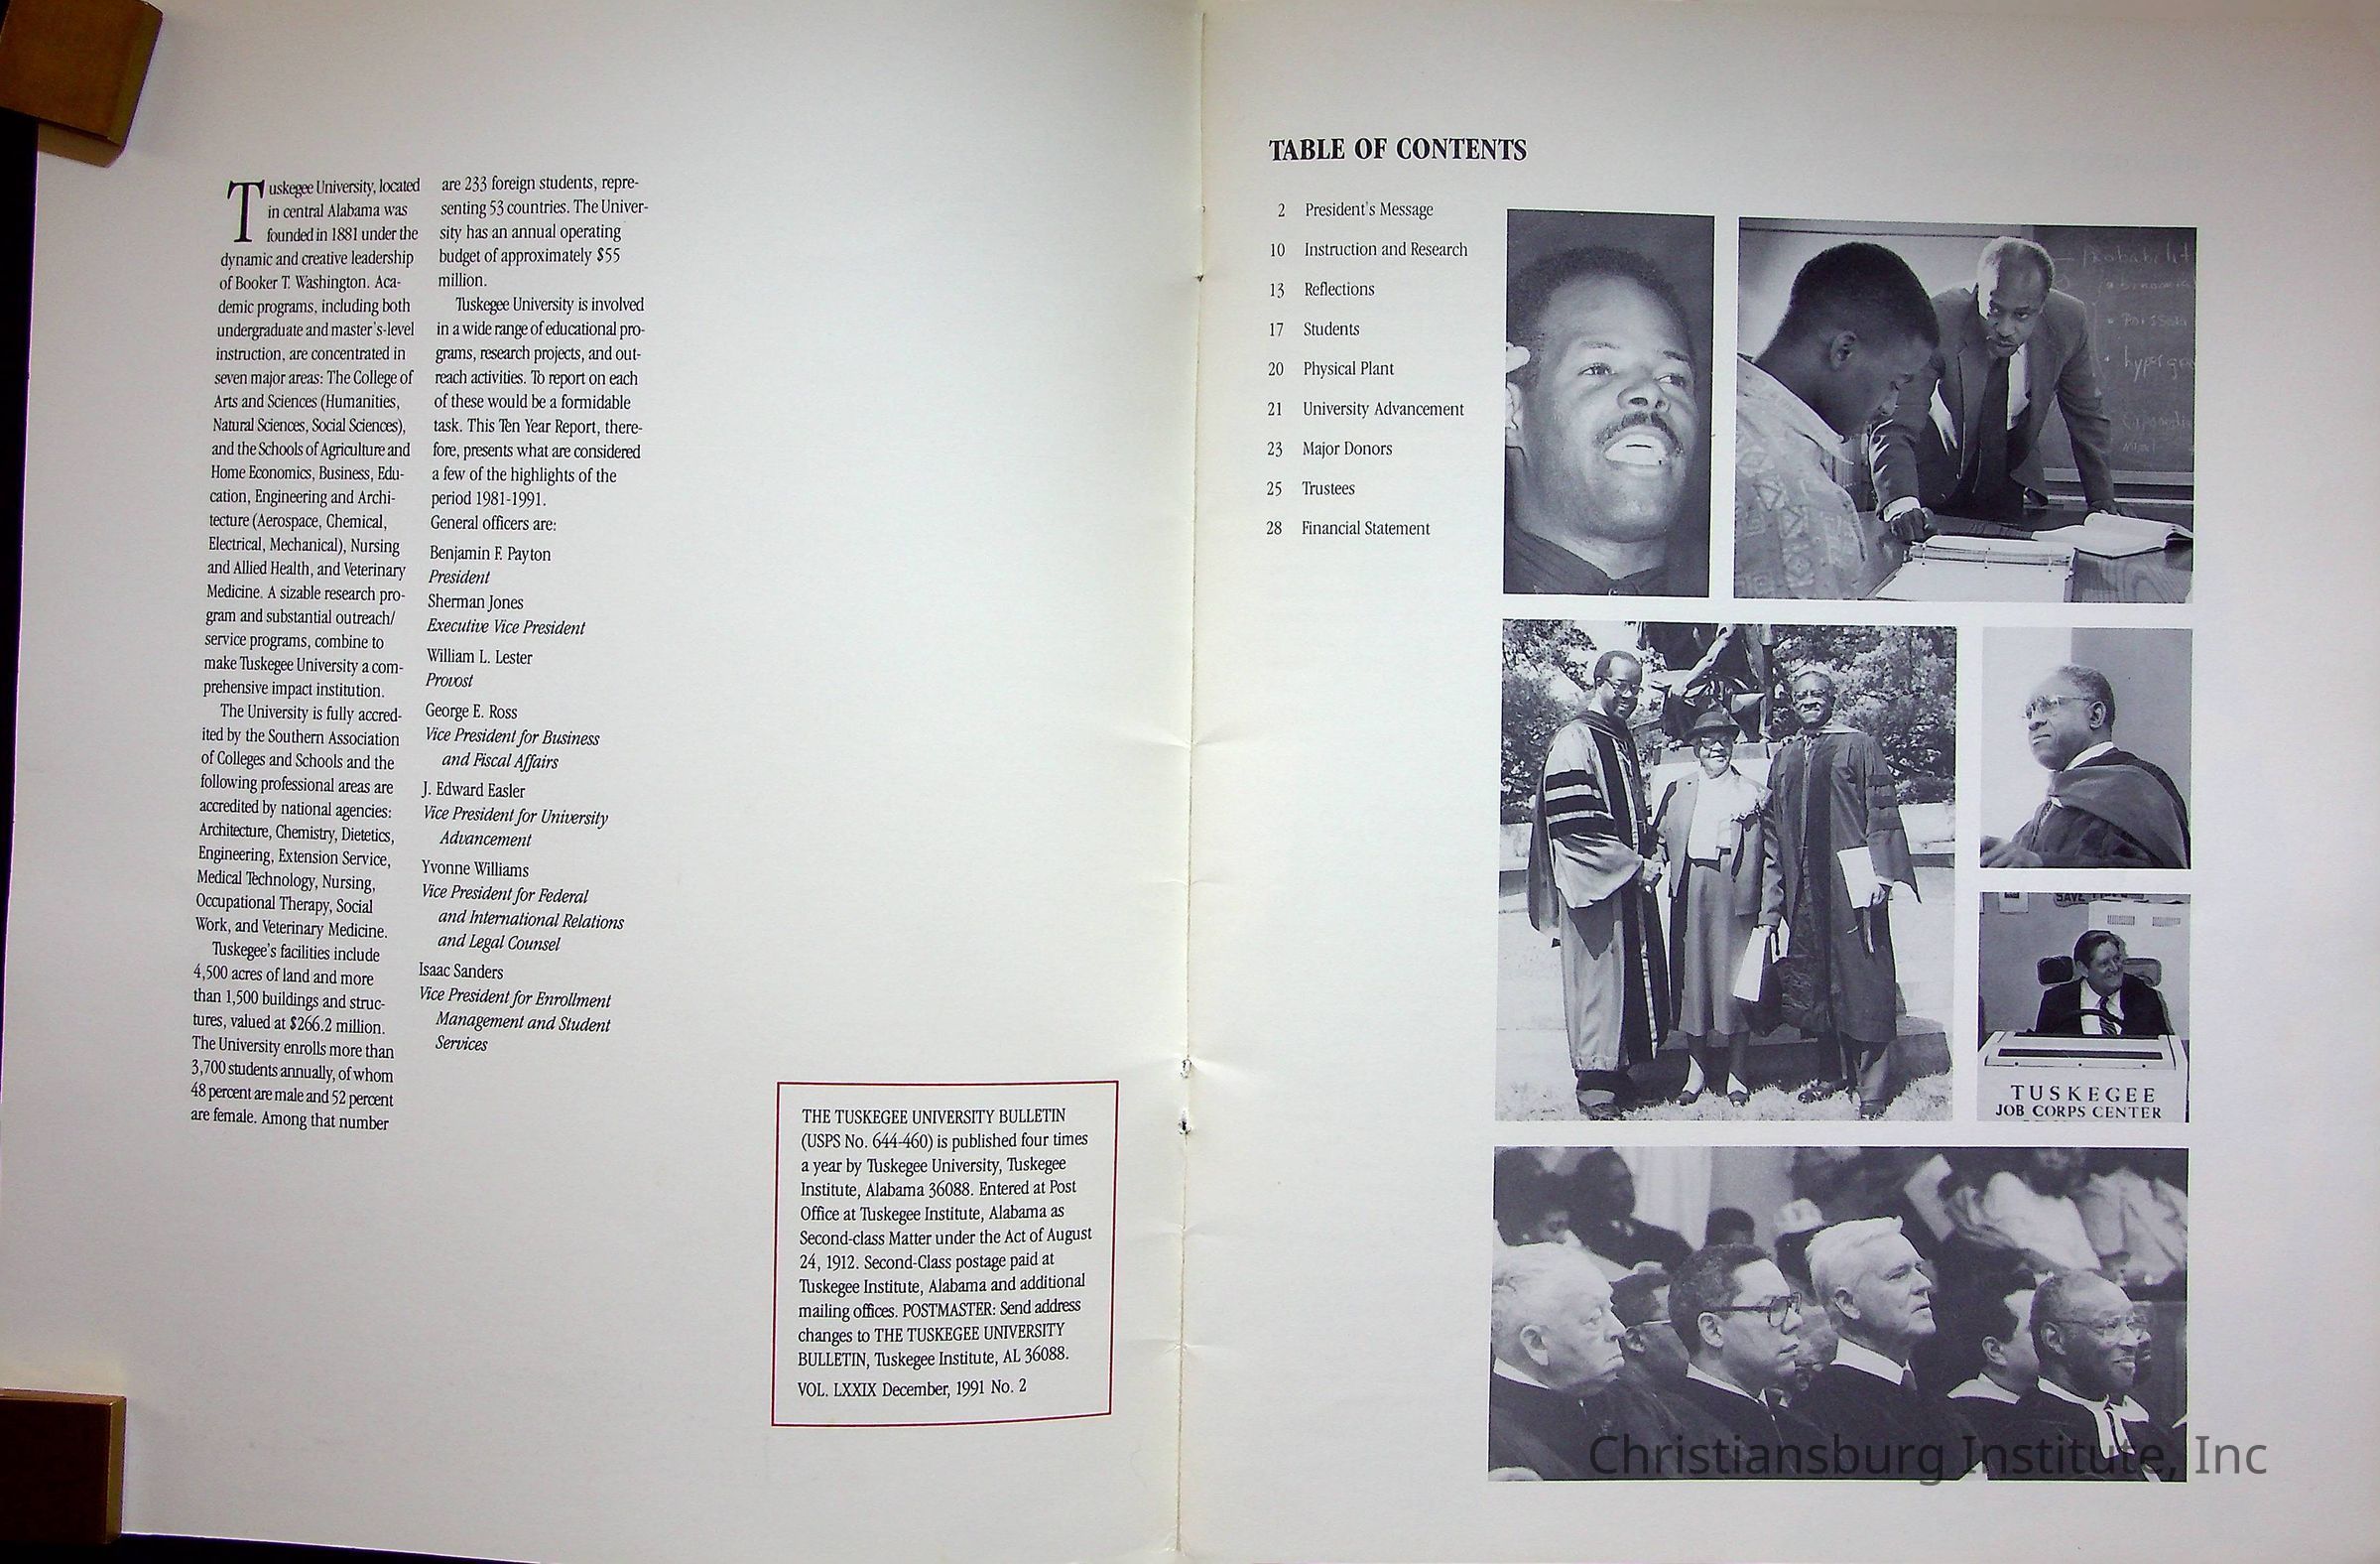 Tuskegee University, located
in central Alabama was
founded in 1881 under the
dynamic and creative leadership
of Booker T. Washington. Aca-
demic programs, including both
undergraduate and master's-level
instruction, are concentrated in
seven major areas: The College of
Arts and Sciences (Humanities,
Natural Sciences, Social Sciences),
and the Schools of Agriculture and
Home Economics, Business, Edu-
cation, Engineering and Archi-
tecture (Aerospace, Chemical,
Electrical, Mechanical), Nursing
and Allied Health, and Veterinary
Medicine. A sizable research pro-
gram and substantial outreach/
service programs, combine to
make Tuskegee University a com-
prehensive impact institution.
The University is fully accred-
ited by the Southern Association
of Colleges and Schools and the
following professional areas are
accredited by national agencies:
Architecture, Chemistry, Dietetics,
Engineering, Extension Service,
Medical Technology, Nursing,
Occupational Therapy, Social
Work, and Veterinary Medicine.
Tuskegee's facilities include
4,500 acres of land and more
than 1,500 buildings and struc-
tures, valued at $266.2 million.
The University enrolls more than
3,700 students annually, of whom
48 percent are male and 52 percent
are female. Among that number
are 233 foreign students, repre-
senting 53 countries. The Univer-
sity has an annual operating
budget of approximately $55
million.
Tuskegee University is involved
in a wide range of educational pro-
grams, research projects, and out-
reach activities. To report on each
of these would be a formidable
task. This Ten Year Report, there-
fore, presents what are considered
a few of the highlights of the
period 1981-1991.
General officers are:
Benjamin F. Payton
President
Sherman Jones
Executive Vice President
William L. Lester
Provost
George E. Ross
Vice President for Business
and Fiscal Affairs
J. Edward Easler
Vice President for University
Advancement
Yvonne Williams
Vice President for Federal
and International Relations
and Legal Counsel
Isaac Sanders
Vice President for Enrollment
Management and Student
Services
THE TUSKEGEE UNIVERSITY BULLETIN
(USPS No. 644-460) is published four times
a year by Tuskegee University, Tuskegee
Institute, Alabama 36088. Entered at Post
Office at Tuskegee Institute, Alabama as
Second-class Matter under the Act of August
24, 1912. Second-Class postage paid at
Tuskegee Institute, Alabama and additional
mailing offices. POSTMASTER: Send address
changes to THE TUSKEGEE UNIVERSITY
BULLETIN, Tuskegee Institute, AL 36088.
VOL. LXXIX December, 1991 No. 2
TABLE OF CONTENTS
2 President's Message
10 Instruction and Research
13 Reflections
17 Students
20 Physical Plant
21 University Advancement
23 Major Donors
25 Trustees
28 Financial Statement
SAVE
TUSKEGEE
JOB CORPS CENTER
Christiansburg Institute, Inc